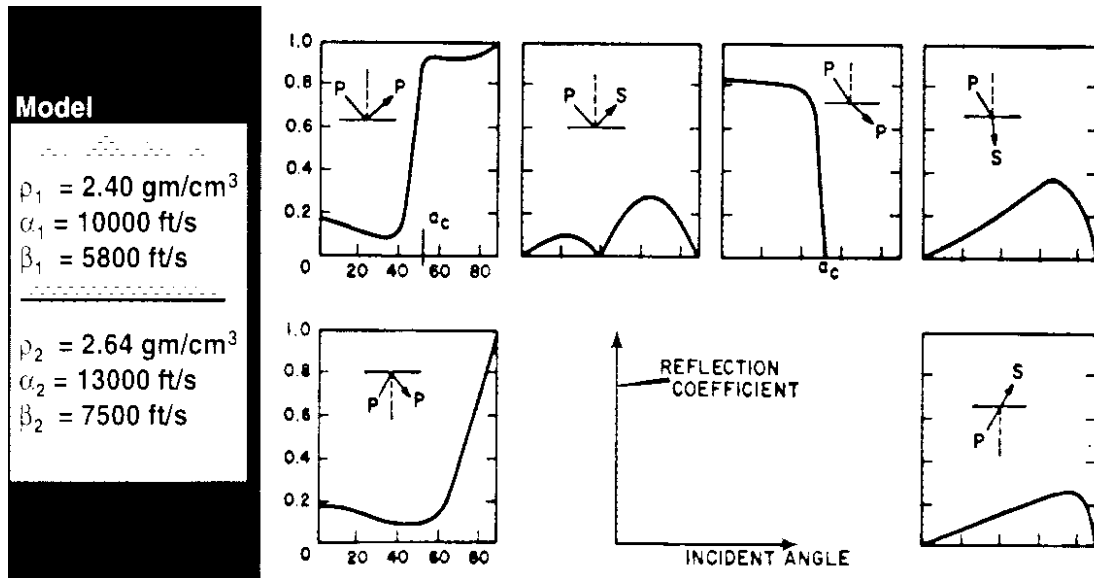 Model
ρ₁ = 2.40 gm/cm³
α₁ = 10000 ft/s
β₁ = 5800 ft/s
ρ₂ = 2.64 gm/cm³
α₂ = 13000 ft/s
β₂ = 7500 ft/s
1.0
0.8
0.6
0.4
0.2
0
20 40 60 80
P P
αc
P S
P P
αc
P S
1.0
0.8
0.6
0.4
0.2
0
20 40 60 80
P P
REFLECTION
COEFFICIENT
INCIDENT ANGLE
S
P